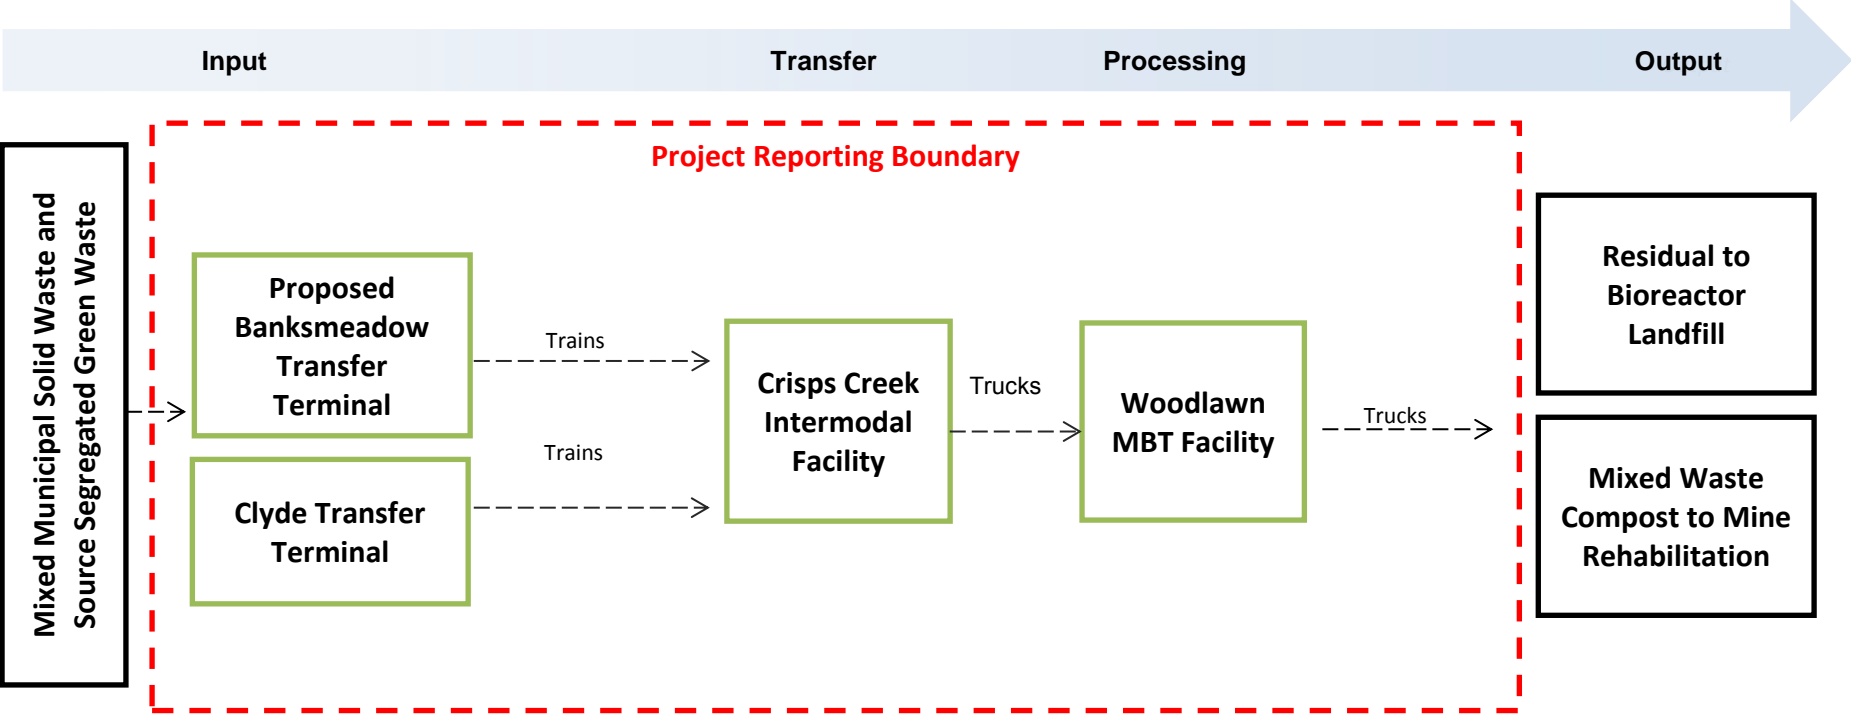 Input
Transfer
Processing
Output
Project Reporting Boundary
Mixed Municipal Solid Waste and
Source Segregated Green Waste
Proposed
Banksmeadow
Transfer
Terminal
Trains
Clyde Transfer
Terminal
Trains
Crisps Creek
Intermodal
Facility
Trucks
Woodlawn
MBT Facility
Trucks
Residual to
Bioreactor
Landfill
Mixed Waste
Compost to Mine
Rehabilitation